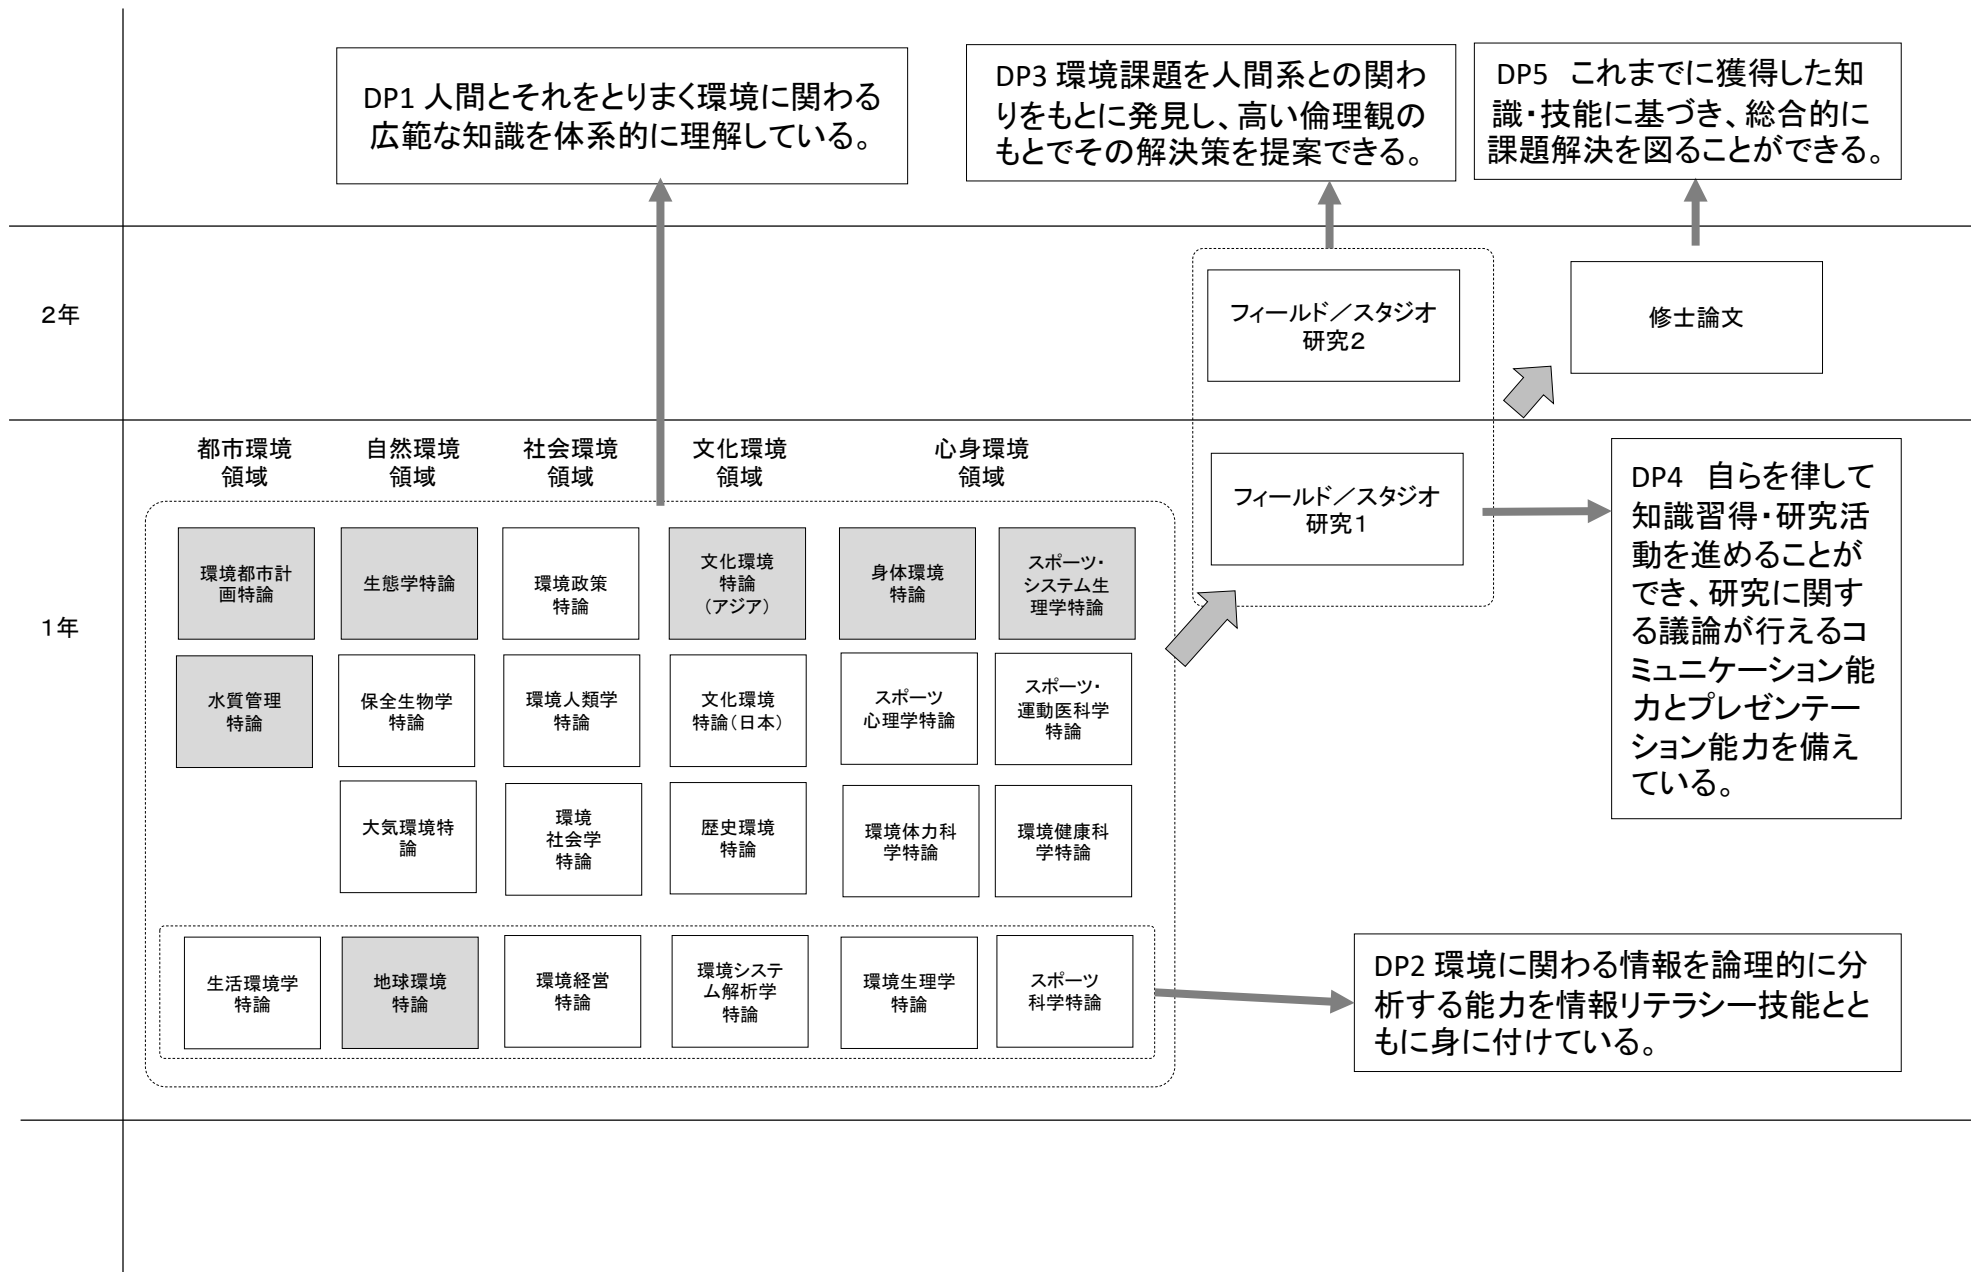 DP1 人間とそれをとりまく環境に関わる
広範な知識を体系的に理解している。
DP3 環境課題を人間系との関わ
りをもとに発見し、高い倫理観の
もとでその解決策を提案できる。
DP5　これまでに獲得した知
識・技能に基づき、総合的に
課題解決を図ることができる。
2年
フィールド／スタジオ
研究2
修士論文
1年
都市環境
領域
自然環境
領域
社会環境
領域
文化環境
領域
心身環境
領域
フィールド／スタジオ
研究1
DP4　自らを律して
知識習得・研究活
動を進めることが
でき、研究に関す
る議論が行えるコ
ミュニケーション能
力とプレゼンテー
ション能力を備え
ている。
環境都市計
画特論
生態学特論
環境政策
特論
文化環境
特論
（アジア）
身体環境
特論
スポーツ・
システム生
理学特論
水質管理
特論
保全生物学
特論
環境人類学
特論
文化環境
特論（日本）
スポーツ
心理学特論
スポーツ・
運動医科学
特論
大気環境特
論
環境
社会学
特論
歴史環境
特論
環境体力科
学特論
環境健康科
学特論
生活環境学
特論
地球環境
特論
環境経営
特論
環境システ
ム解析学
特論
環境生理学
特論
スポーツ
科学特論
DP2 環境に関わる情報を論理的に分
析する能力を情報リテラシー技能とと
もに身に付けている。